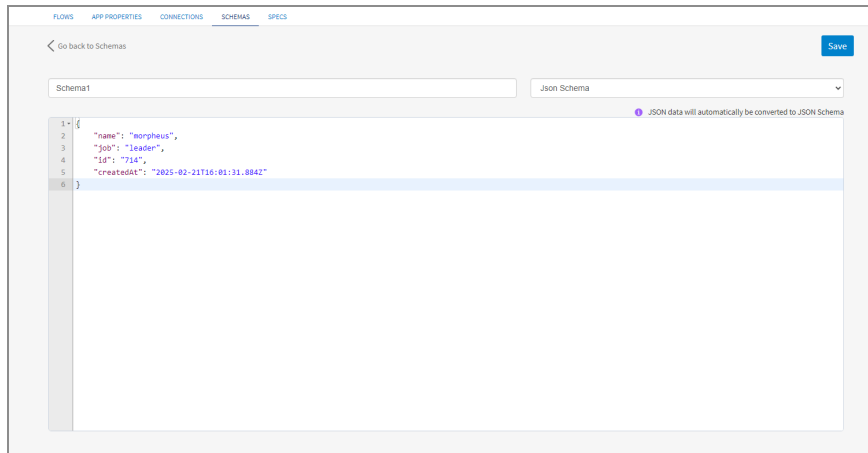 FLOWS APP PROPERTIES CONNECTIONS SCHEMAS SPECS
Go back to Schemas
Save
Schema1
Json Schema
JSON data will automatically be converted to JSON Schema
1 {
2 "name": "morpheus",
3 "job": "leader",
4 "id": "714",
5 "createdAt": "2025-02-21T16:01:31.884Z"
6 }